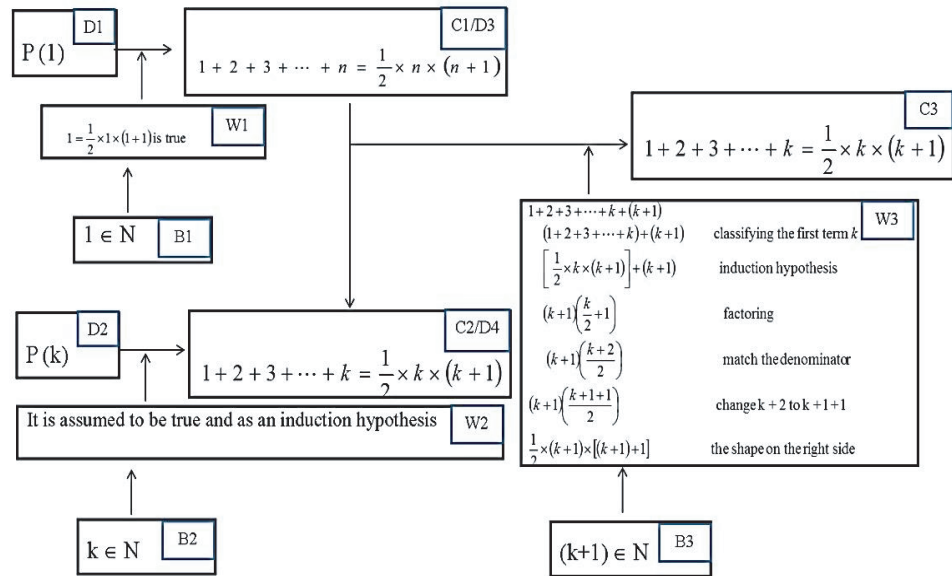 D1
P(1)
C1/D3
1 + 2 + 3 + ⋯ + n = 1/2 × n × (n + 1)
W1
1 = 1/2 × 1 × (1+1) is true
1 ∈ N
B1
C3
1 + 2 + 3 + ⋯ + k = 1/2 × k × (k + 1)
W3
1+2+3+⋯+k+(k+1)
(1+2+3+⋯+k)+(k+1) classifying the first term k
[1/2 × k × (k+1)] + (k+1) induction hypothesis
(k+1)(k/2 + 1) factoring
(k+1)((k+2)/2) match the denominator
(k+1)((k+1+1)/2) change k + 2 to k +1+1
1/2 × (k+1) × [(k+1)+1] the shape on the right side
D2
P(k)
C2/D4
1 + 2 + 3 + ⋯ + k = 1/2 × k × (k + 1)
It is assumed to be true and as an induction hypothesis
W2
k ∈ N
B2
(k+1) ∈ N
B3